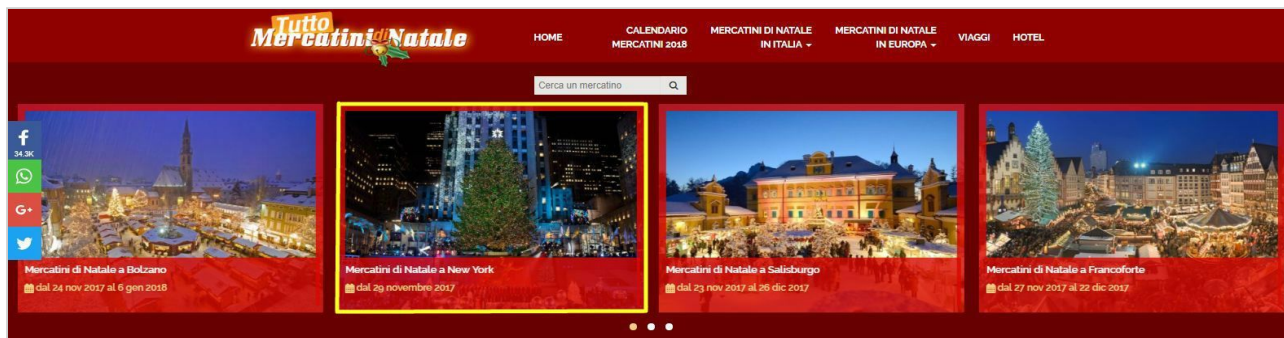 Tutto
Mercatini di Natale
HOME
CALENDARIO
MERCATINI 2018
MERCATINI DI NATALE
IN ITALIA
MERCATINI DI NATALE
IN EUROPA
VIAGGI
HOTEL
Cerca un mercatino
f
34.3K
G+
Mercatini di Natale a Bolzano
dal 24 nov 2017 al 6 gen 2018
Mercatini di Natale a New York
dal 29 novembre 2017
Mercatini di Natale a Salisburgo
dal 23 nov 2017 al 26 dic 2017
Mercatini di Natale a Francoforte
dal 27 nov 2017 al 22 dic 2017